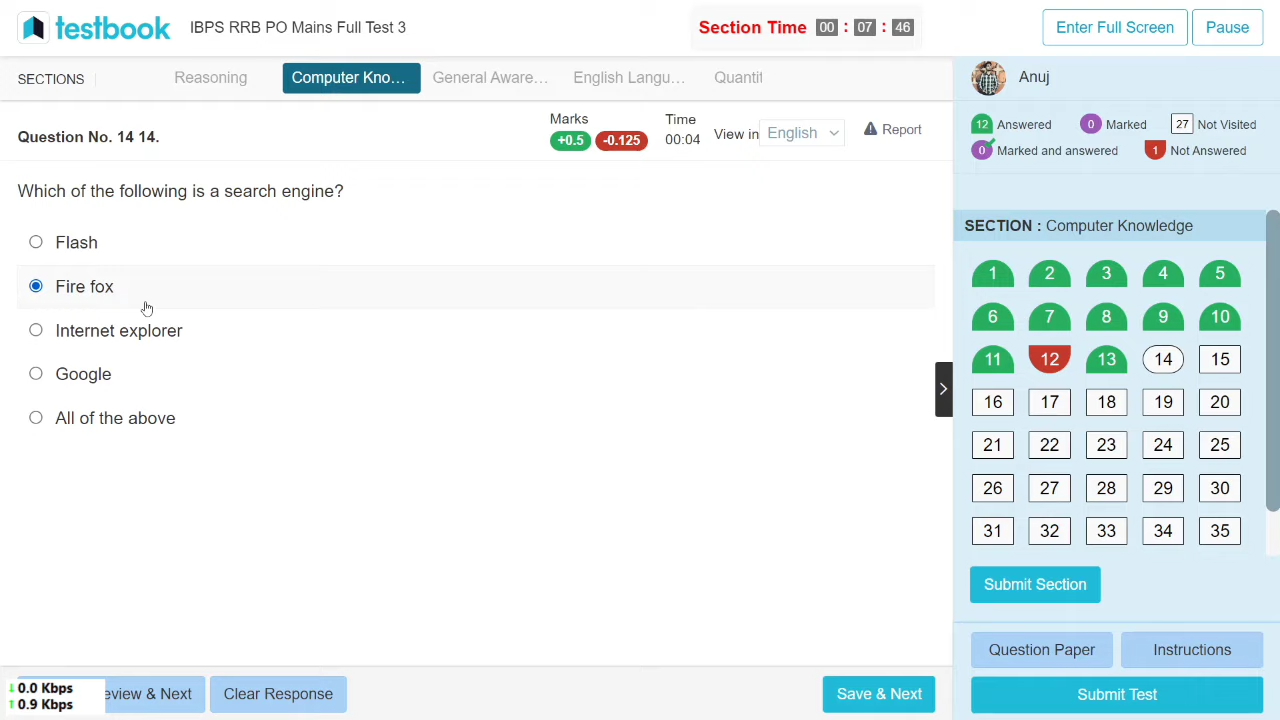 testbook
IBPS RRB PO Mains Full Test 3
Section Time 00 : 07 : 46
Enter Full Screen
Pause
SECTIONS
Reasoning
Computer Kno...
General Aware...
English Langu...
Quantit
Anuj
Question No. 14 14.
Marks
+0.5 -0.125
Time
00:04
View in English
Report
12 Answered
0 Marked
27 Not Visited
0 Marked and answered
1 Not Answered
Which of the following is a search engine?
Flash
Fire fox
Internet explorer
Google
All of the above
SECTION : Computer Knowledge
1 2 3 4 5
6 7 8 9 10
11 12 13 14 15
16 17 18 19 20
21 22 23 24 25
26 27 28 29 30
31 32 33 34 35
Submit Section
Question Paper
Instructions
0.0 Kbps
0.9 Kbps
eview & Next
Clear Response
Save & Next
Submit Test